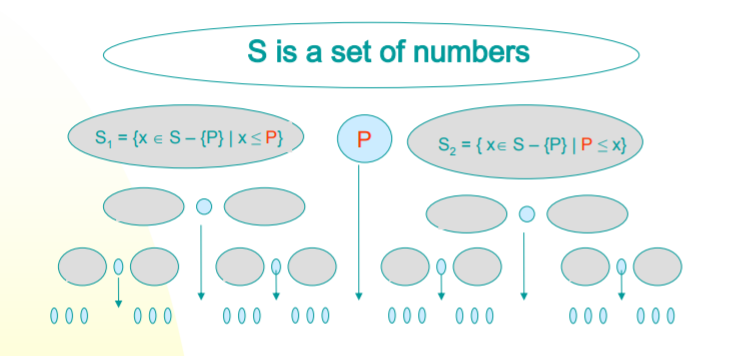 S is a set of numbers
S₁ = {x ∈ S – {P} | x ≤ P}
P
S₂ = { x∈ S – {P} | P ≤ x}